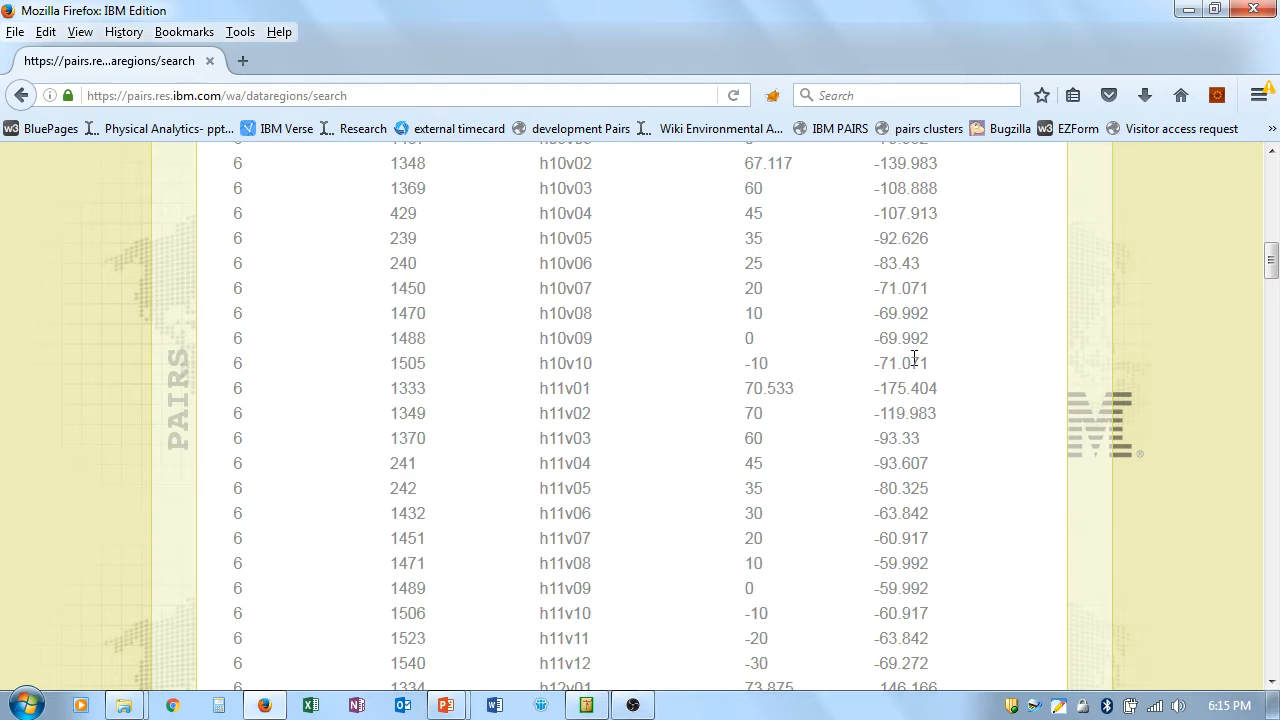 Mozilla Firefox: IBM Edition
File Edit View History Bookmarks Tools Help
https://pairs.re...aregions/search
https://pairs.res.ibm.com/wa/dataregions/search Search
BluePages Physical Analytics- ppt... IBM Verse Research external timecard development Pairs Wiki Environmental A... IBM PAIRS pairs clusters Bugzilla EZForm Visitor access request
6 1348 h10v02 67.117 -139.983
6 1369 h10v03 60 -108.888
6 429 h10v04 45 -107.913
6 239 h10v05 35 -92.626
6 240 h10v06 25 -83.43
6 1450 h10v07 20 -71.071
6 1470 h10v08 10 -69.992
6 1488 h10v09 0 -69.992
6 1505 h10v10 -10 -71.071
6 1333 h11v01 70.533 -175.404
6 1349 h11v02 70 -119.983
6 1370 h11v03 60 -93.33
6 241 h11v04 45 -93.607
6 242 h11v05 35 -80.325
6 1432 h11v06 30 -63.842
6 1451 h11v07 20 -60.917
6 1471 h11v08 10 -59.992
6 1489 h11v09 0 -59.992
6 1506 h11v10 -10 -60.917
6 1523 h11v11 -20 -63.842
6 1540 h11v12 -30 -69.272
6 1334 h12v01 73.875 -146.166
PAIRS
6:15 PM